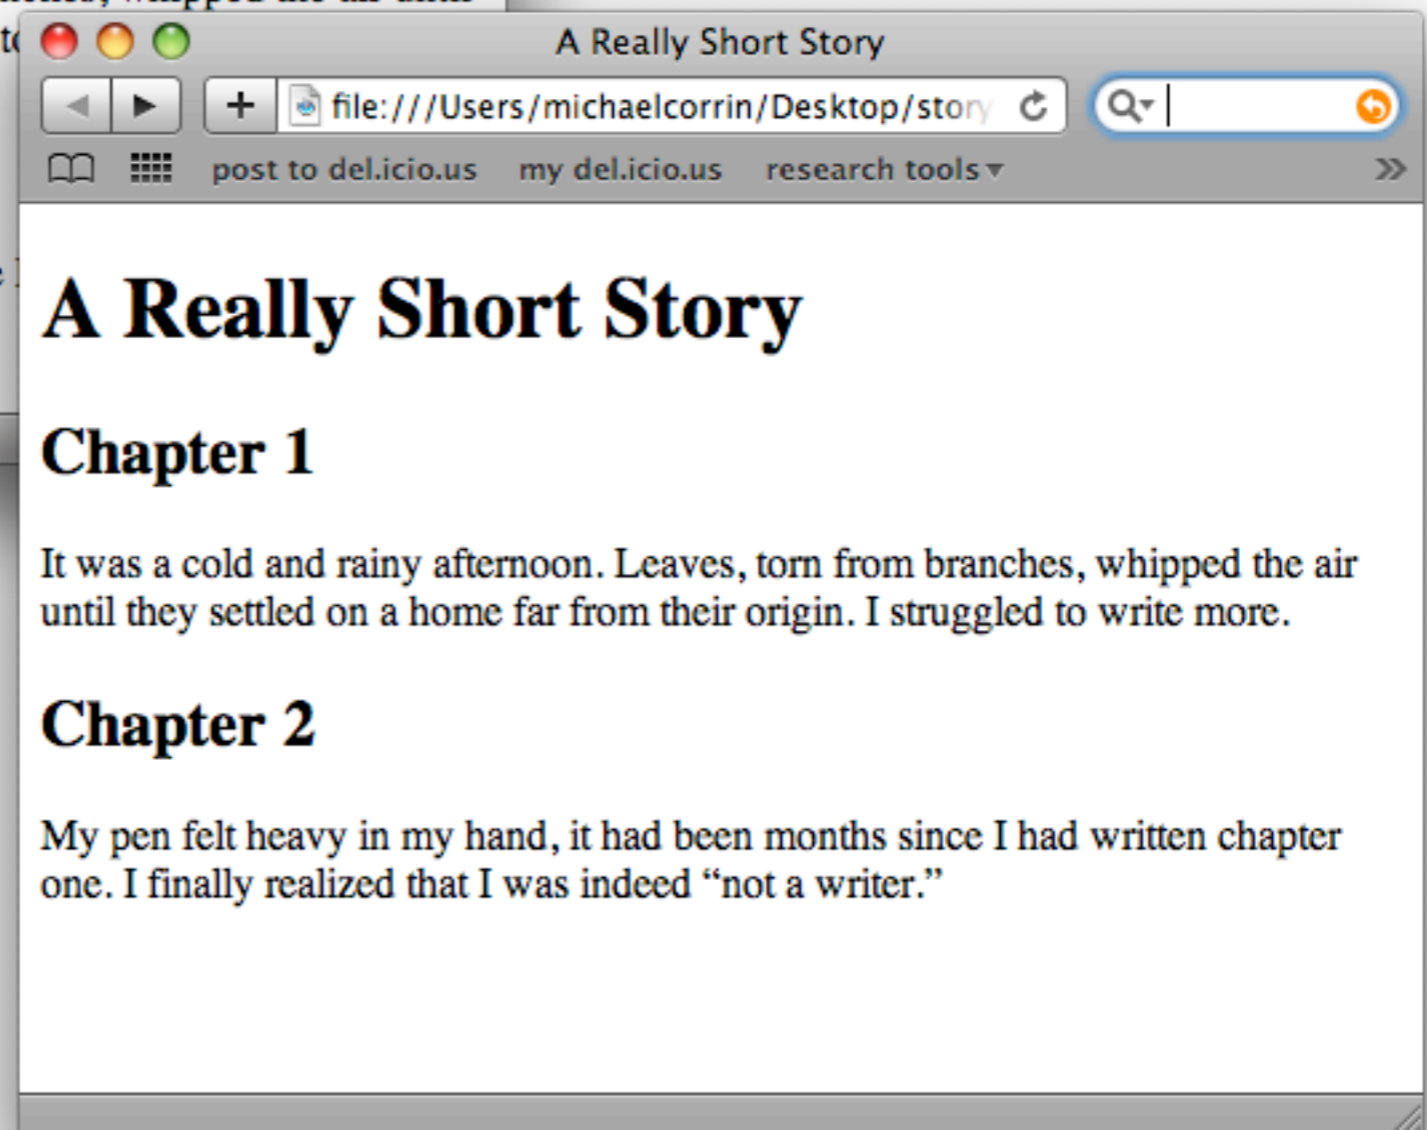 A Really Short Story
file:///Users/michaelcorrin/Desktop/story
post to del.icio.us my del.icio.us research tools
A Really Short Story
Chapter 1
It was a cold and rainy afternoon. Leaves, torn from branches, whipped the air
until they settled on a home far from their origin. I struggled to write more.
Chapter 2
My pen felt heavy in my hand, it had been months since I had written chapter
one. I finally realized that I was indeed “not a writer.”